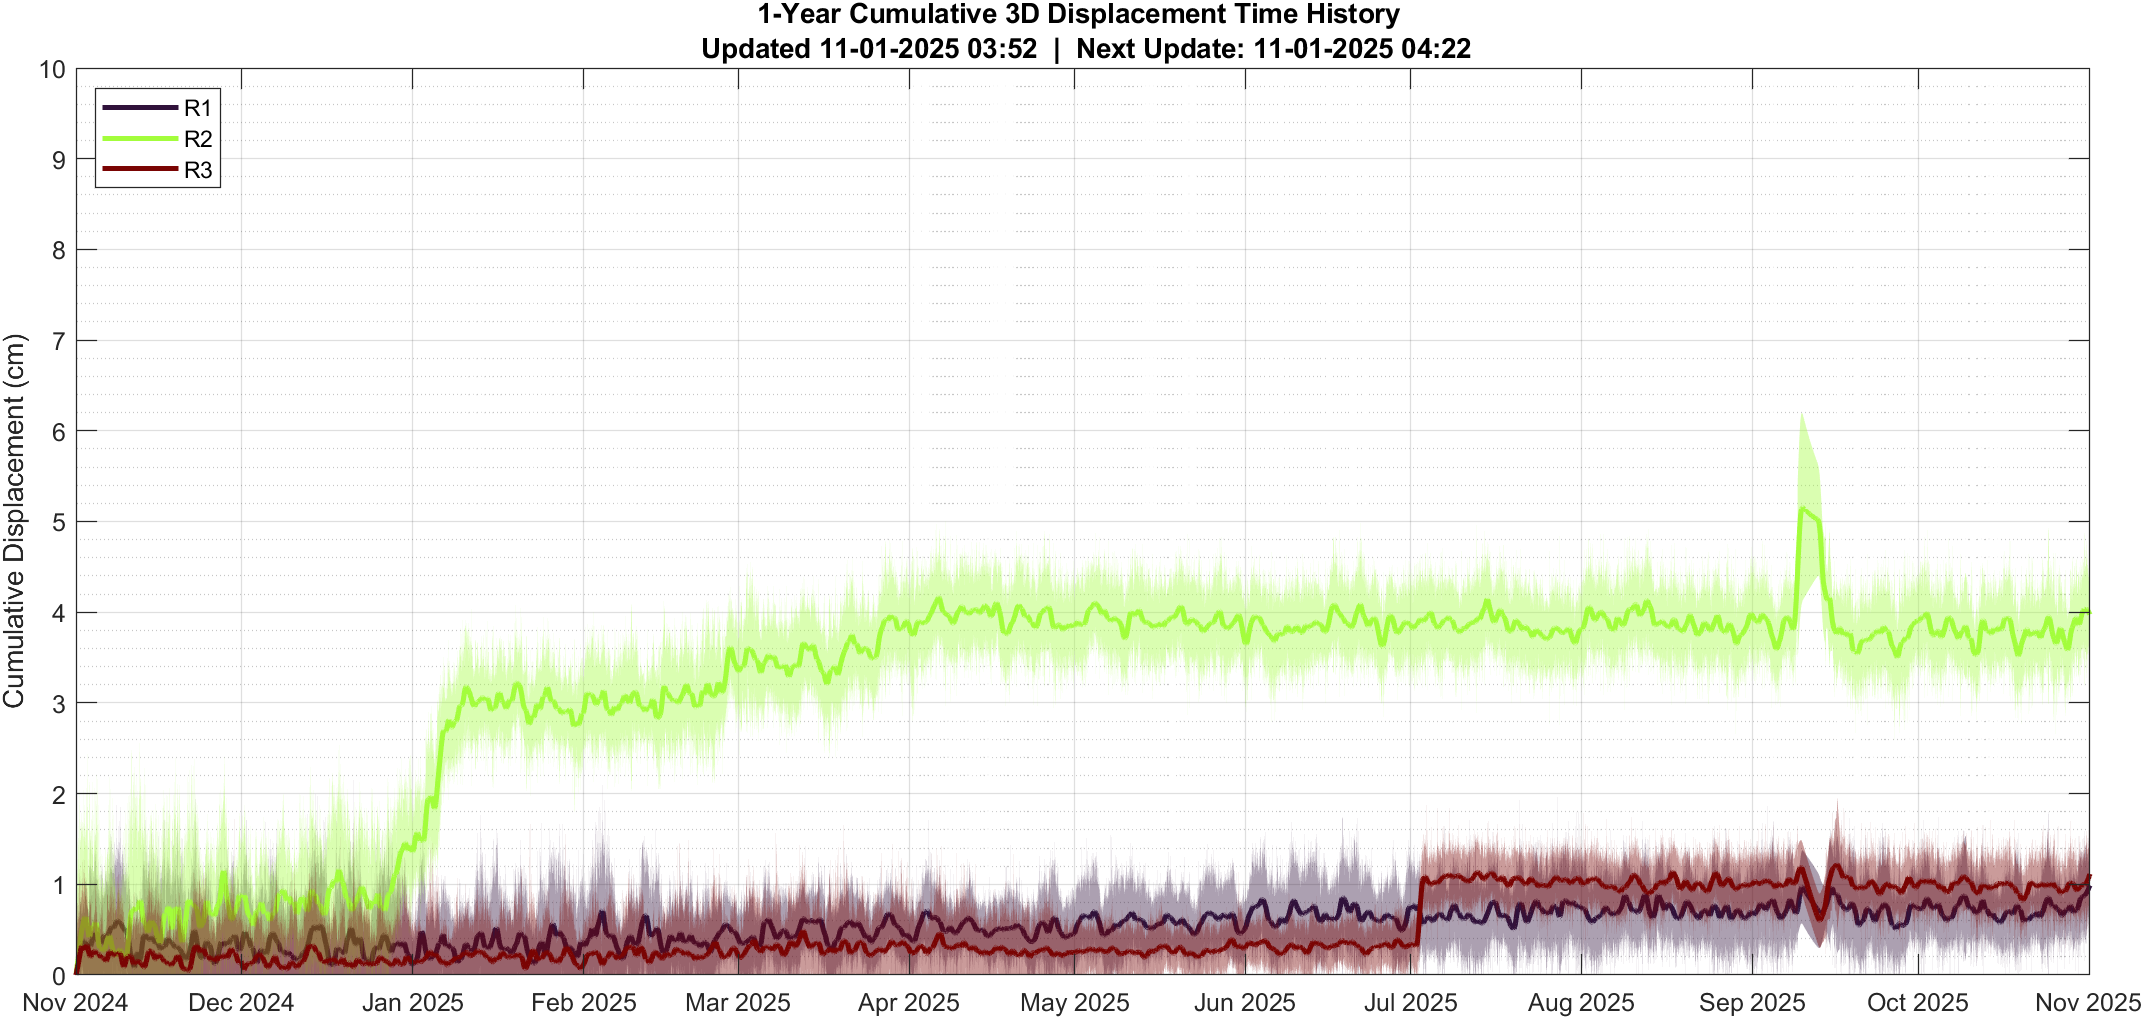 1-Year Cumulative 3D Displacement Time History
Updated 11-01-2025 03:52 | Next Update: 11-01-2025 04:22
R1
R2
R3
Cumulative Displacement (cm)
10
9
8
7
6
5
4
3
2
1
0
Nov 2024 Dec 2024 Jan 2025 Feb 2025 Mar 2025 Apr 2025 May 2025 Jun 2025 Jul 2025 Aug 2025 Sep 2025 Oct 2025 Nov 2025